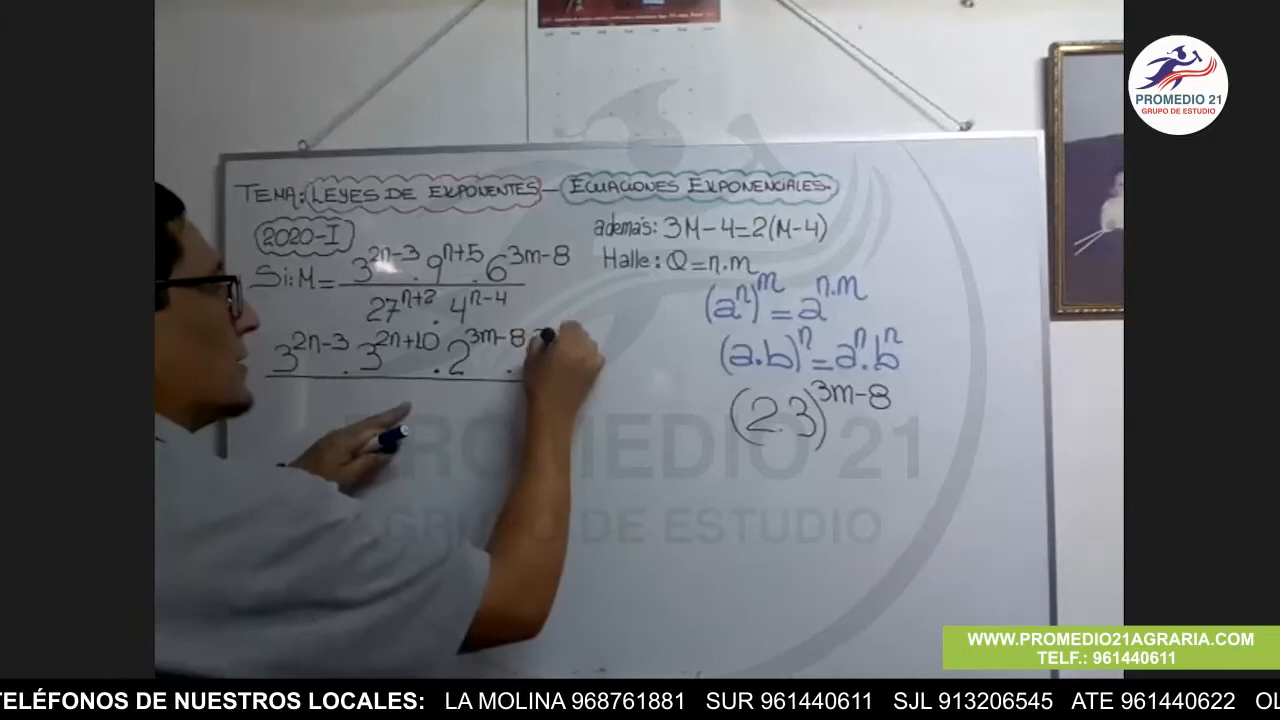 PROMEDIO 21
GRUPO DE ESTUDIO
TEMA: LEYES DE EXPONENTES – ECUACIONES EXPONENCIALES.
2020-I
además: 3M-4=2(M-4)
Si: M= 3^{2n-3} . 9^{n+5} . 6^{3m-8}
27^{n+2} . 4^{n-4}
Halle: Q=n.m
(a^n)^m = a^{n.m}
3^{2n-3} . 3^{2n+10} . 2^{3m-8} .
(a.b)^n = a^n . b^n
(2.3)^{3m-8}
PROMEDIO 21
GRUPO DE ESTUDIO
WWW.PROMEDIO21AGRARIA.COM
TELF.: 961440611
TELÉFONOS DE NUESTROS LOCALES: LA MOLINA 968761881 SUR 961440611 SJL 913206545 ATE 961440622 OL